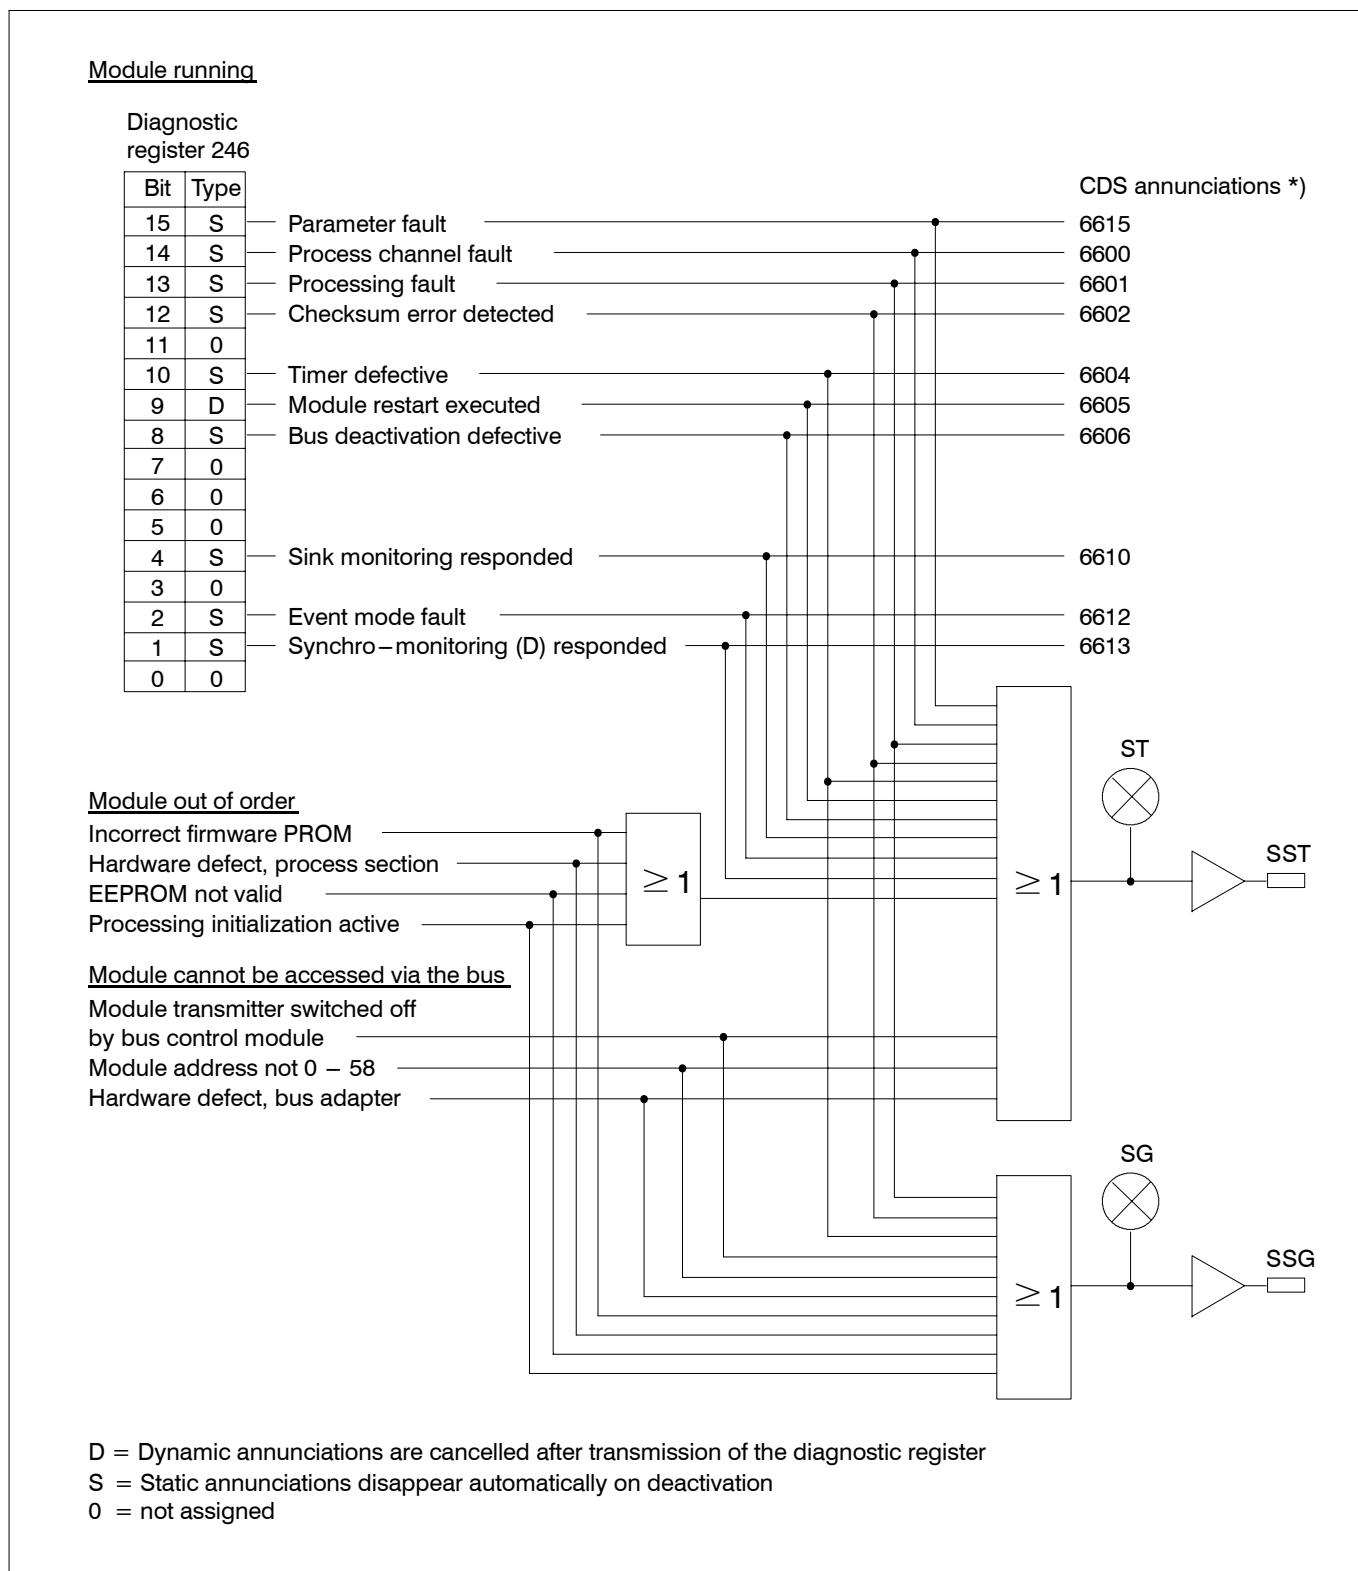 Module running
Diagnostic
register 246
Bit Type
CDS annunciations *)
15 S Parameter fault 6615
14 S Process channel fault 6600
13 S Processing fault 6601
12 S Checksum error detected 6602
11 0
10 S Timer defective 6604
9 D Module restart executed 6605
8 S Bus deactivation defective 6606
7 0
6 0
5 0
4 S Sink monitoring responded 6610
3 0
2 S Event mode fault 6612
1 S Synchro–monitoring (D) responded 6613
0 0
ST
Module out of order
Incorrect firmware PROM
Hardware defect, process section
EEPROM not valid
Processing initialization active
≥ 1
≥ 1
SST
Module cannot be accessed via the bus
Module transmitter switched off
by bus control module
Module address not 0 – 58
Hardware defect, bus adapter
SG
≥ 1
SSG
D = Dynamic annunciations are cancelled after transmission of the diagnostic register
S = Static annunciations disappear automatically on deactivation
0 = not assigned